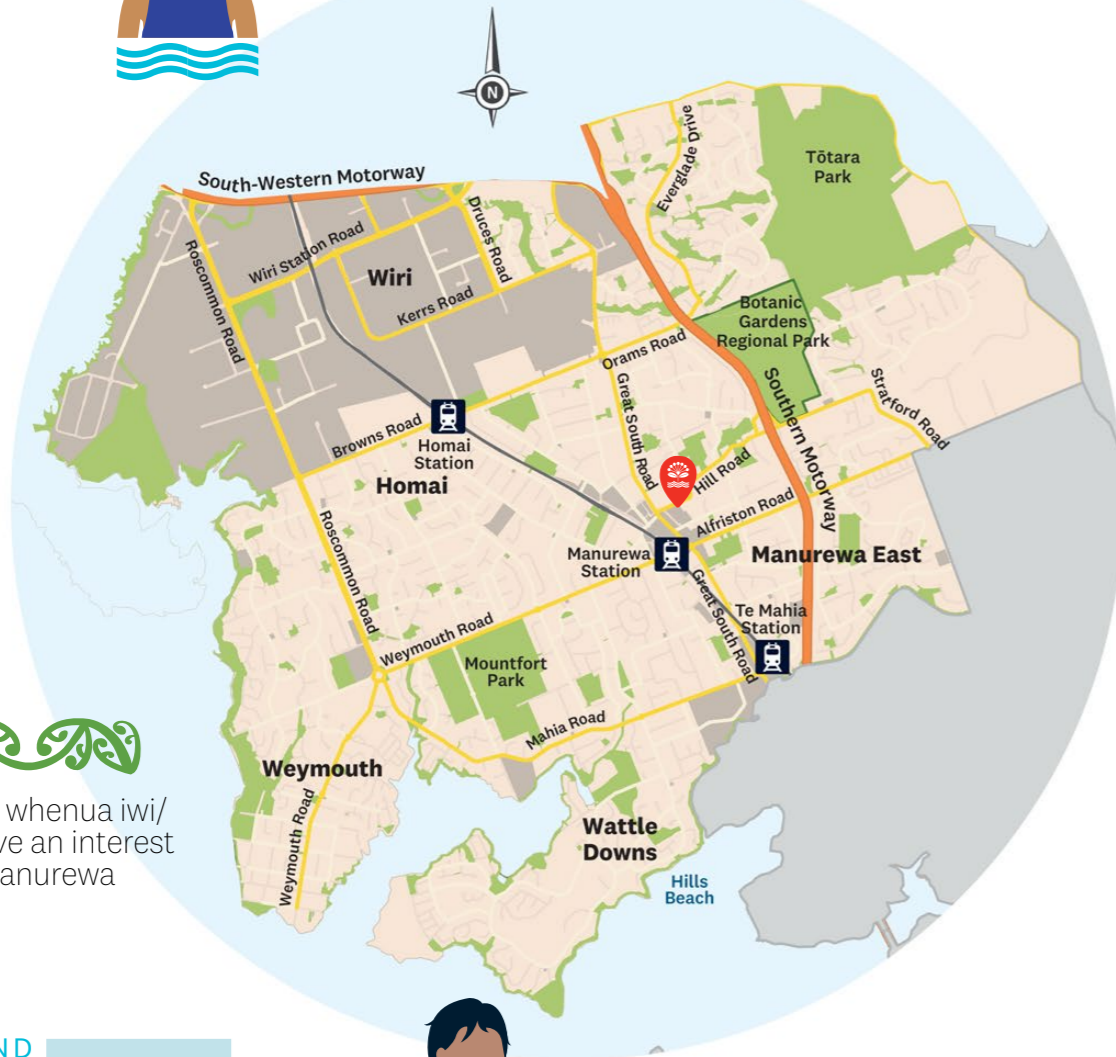 N
South-Western Motorway
Everglade Drive
Tōtara
Park
Druces Road
Roscommon Road
Wiri Station Road
Wiri
Kerrs Road
Botanic
Gardens
Regional Park
Orams Road
Great South Road
Southern Motorway
Stratford Road
Browns Road
Homai
Station
Homai
Hill Road
Alfriston Road
Roscommon Road
Manurewa
Station
Manurewa East
Great South Road
Te Mahia
Station
Weymouth Road
Mountfort
Park
Mahia Road
Weymouth
Weymouth Road
Wattle
Downs
Hills
Beach
whenua iwi/
ve an interest
anurewa
ND